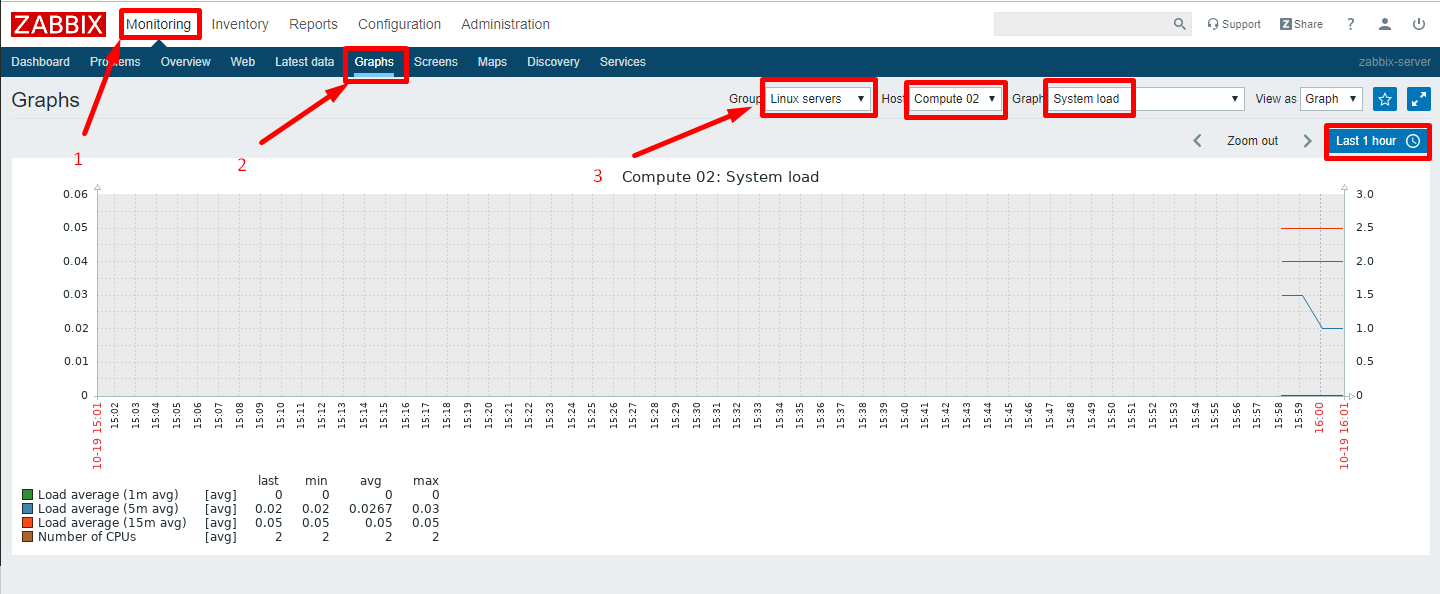 ZABBIX Monitoring Inventory Reports Configuration Administration Support Z Share ?
Dashboard Problems Overview Web Latest data Graphs Screens Maps Discovery Services zabbix-server
Graphs Group Linux servers Host Compute 02 Graph System load View as Graph
Zoom out Last 1 hour
1
2
3
Compute 02: System load
0.06 3.0
0.05 2.5
0.04 2.0
0.03 1.5
0.02 1.0
0.01 0.5
0 0
10-19 15:01 15:02 15:03 15:04 15:05 15:06 15:07 15:08 15:09 15:10 15:11 15:12 15:13 15:14 15:15 15:16 15:17 15:18 15:19 15:20 15:21 15:22 15:23 15:24 15:25 15:26 15:27 15:28 15:29 15:30 15:31 15:32 15:33 15:34 15:35 15:36 15:37 15:38 15:39 15:40 15:41 15:42 15:43 15:44 15:45 15:46 15:47 15:48 15:49 15:50 15:51 15:52 15:53 15:54 15:55 15:56 15:57 15:58 15:59 16:00 10-19 16:01
last min avg max
Load average (1m avg) [avg] 0 0 0 0
Load average (5m avg) [avg] 0.02 0.02 0.0267 0.03
Load average (15m avg) [avg] 0.05 0.05 0.05 0.05
Number of CPUs [avg] 2 2 2 2